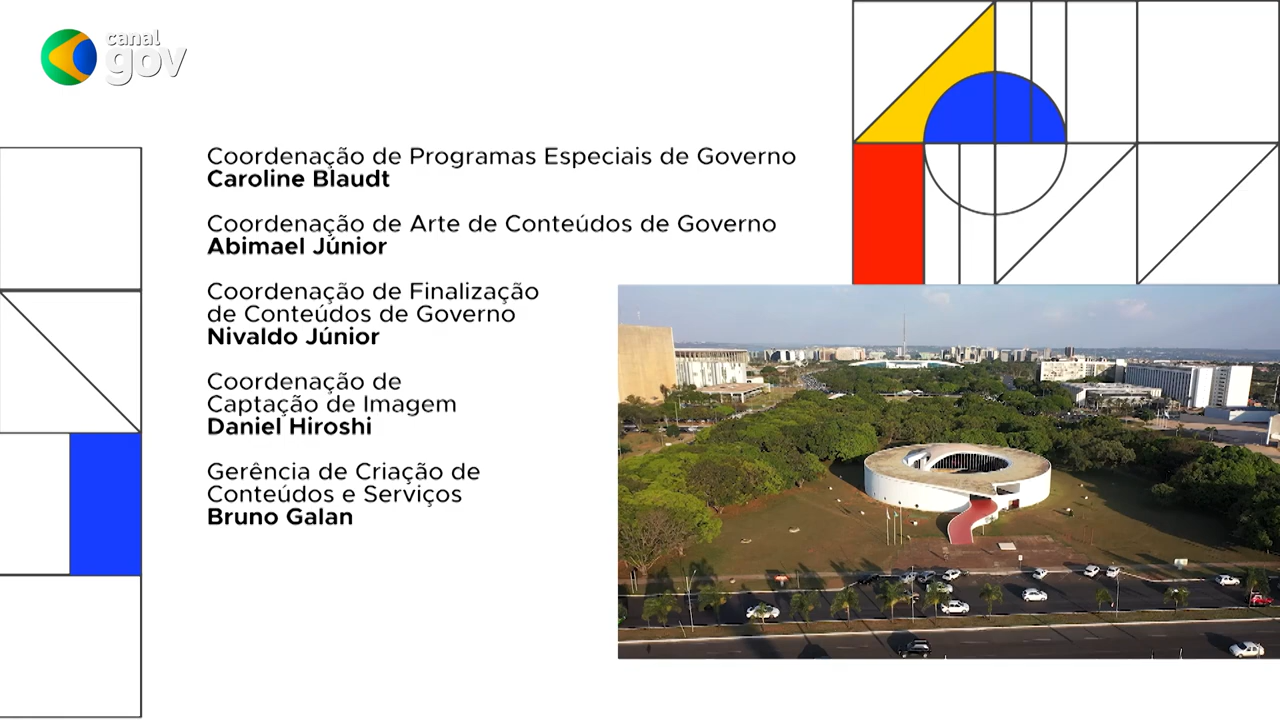 canal
gov
Coordenação de Programas Especiais de Governo
Caroline Blaudt
Coordenação de Arte de Conteúdos de Governo
Abimael Júnior
Coordenação de Finalização
de Conteúdos de Governo
Nivaldo Júnior
Coordenação de
Captação de Imagem
Daniel Hiroshi
Gerência de Criação de
Conteúdos e Serviços
Bruno Galan